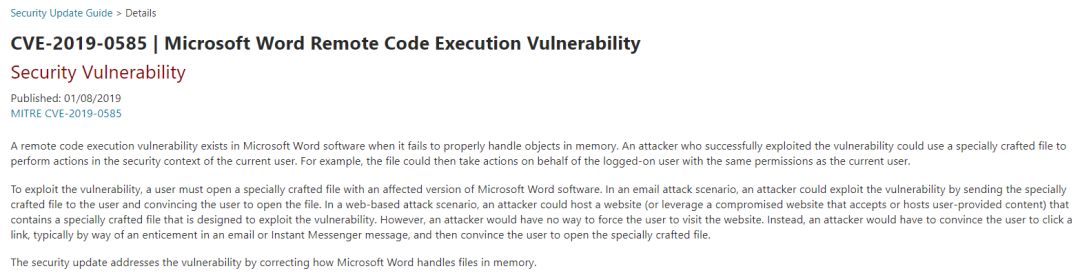 Security Update Guide > Details
CVE-2019-0585 | Microsoft Word Remote Code Execution Vulnerability
Security Vulnerability
Published: 01/08/2019
MITRE CVE-2019-0585
A remote code execution vulnerability exists in Microsoft Word software when it fails to properly handle objects in memory. An attacker who successfully exploited the vulnerability could use a specially crafted file to
perform actions in the security context of the current user. For example, the file could then take actions on behalf of the logged-on user with the same permissions as the current user.
To exploit the vulnerability, a user must open a specially crafted file with an affected version of Microsoft Word software. In an email attack scenario, an attacker could exploit the vulnerability by sending the specially
crafted file to the user and convincing the user to open the file. In a web-based attack scenario, an attacker could host a website (or leverage a compromised website that accepts or hosts user-provided content) that
contains a specially crafted file that is designed to exploit the vulnerability. However, an attacker would have no way to force the user to visit the website. Instead, an attacker would have to convince the user to click a
link, typically by way of an enticement in an email or Instant Messenger message, and then convince the user to open the specially crafted file.
The security update addresses the vulnerability by correcting how Microsoft Word handles files in memory.